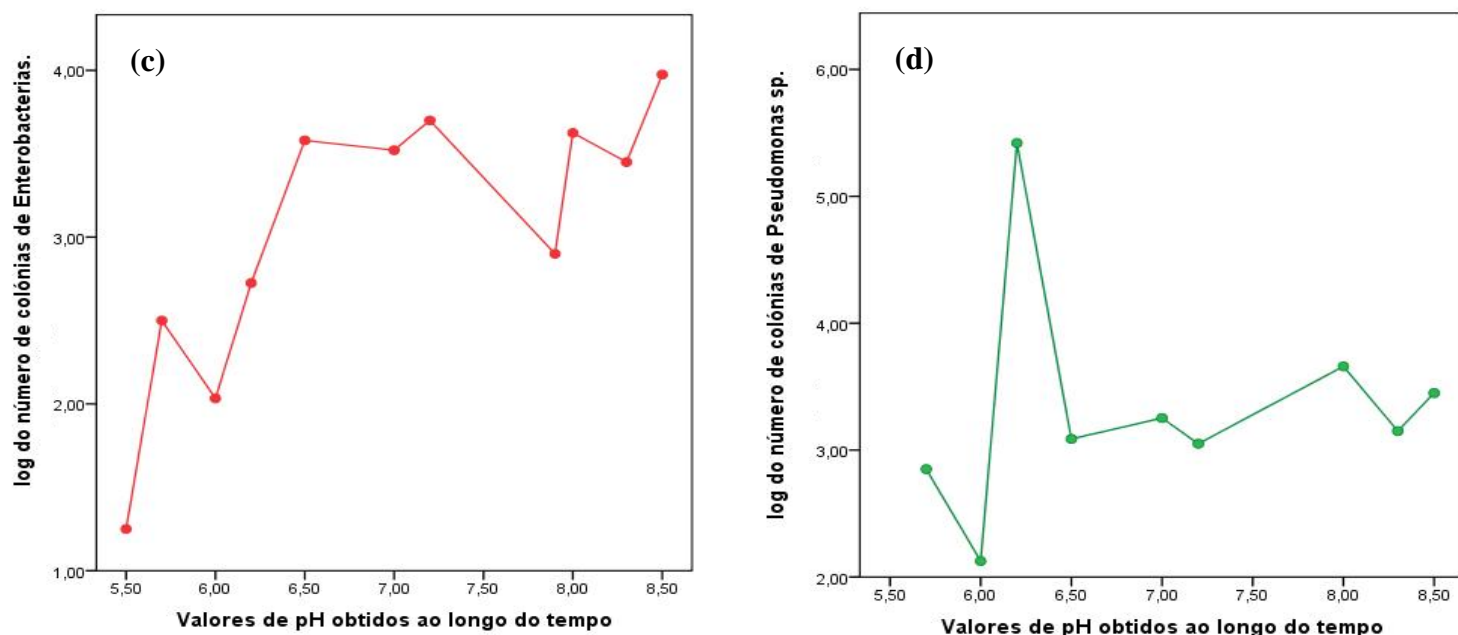 (c)
log do número de colónias de Enterobacterias.
4,00
3,00
2,00
1,00
5,50 6,00 6,50 7,00 7,50 8,00 8,50
Valores de pH obtidos ao longo do tempo
(d)
log do número de colónias de Pseudomonas sp.
6,00
5,00
4,00
3,00
2,00
5,50 6,00 6,50 7,00 7,50 8,00 8,50
Valores de pH obtidos ao longo do tempo